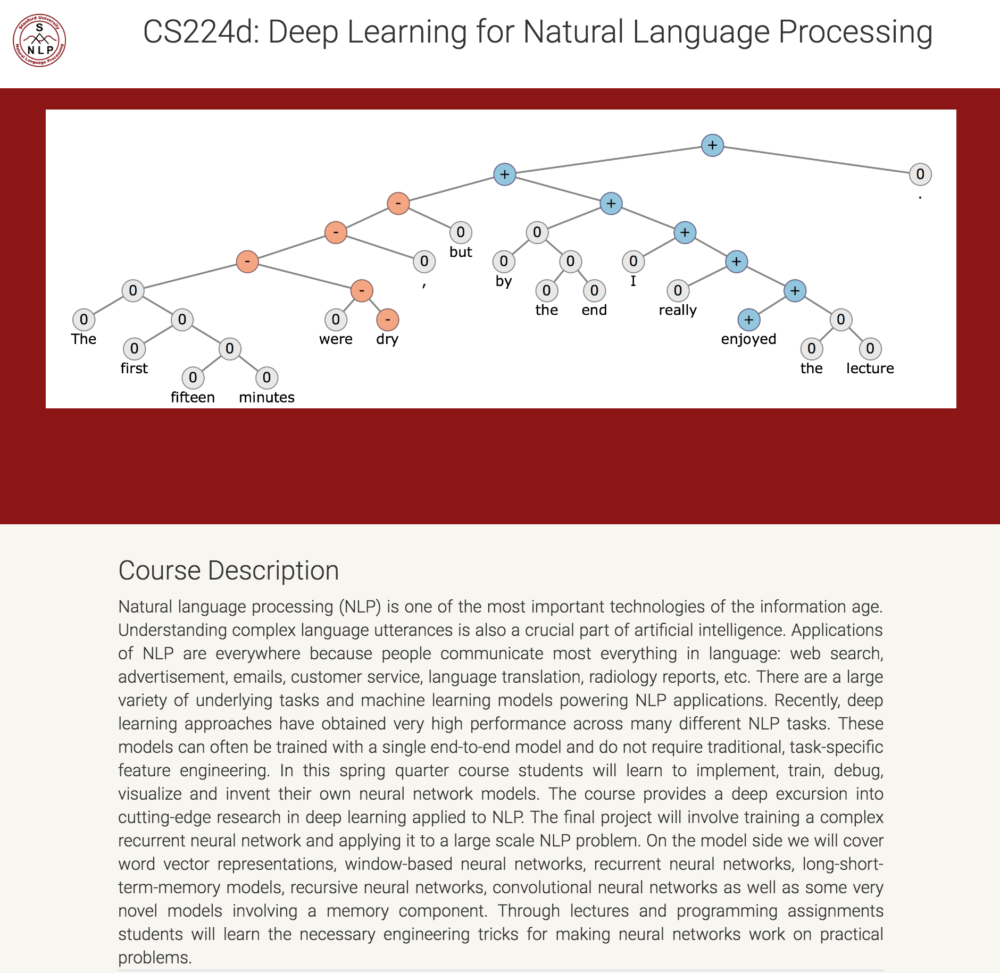 Stanford University
S
NLP
Natural Language Processing
CS224d: Deep Learning for Natural Language Processing
+
+ 0
.
- +
- 0 0 +
but
- 0 0 0 0 +
, by I
0 - 0 0 0 +
the end really
0 0 0 - + 0
The were dry enjoyed
0 0 0 0
first the lecture
0 0
fifteen minutes
Course Description
Natural language processing (NLP) is one of the most important technologies of the information age.
Understanding complex language utterances is also a crucial part of artificial intelligence. Applications
of NLP are everywhere because people communicate most everything in language: web search,
advertisement, emails, customer service, language translation, radiology reports, etc. There are a large
variety of underlying tasks and machine learning models powering NLP applications. Recently, deep
learning approaches have obtained very high performance across many different NLP tasks. These
models can often be trained with a single end-to-end model and do not require traditional, task-specific
feature engineering. In this spring quarter course students will learn to implement, train, debug,
visualize and invent their own neural network models. The course provides a deep excursion into
cutting-edge research in deep learning applied to NLP. The final project will involve training a complex
recurrent neural network and applying it to a large scale NLP problem. On the model side we will cover
word vector representations, window-based neural networks, recurrent neural networks, long-short-
term-memory models, recursive neural networks, convolutional neural networks as well as some very
novel models involving a memory component. Through lectures and programming assignments
students will learn the necessary engineering tricks for making neural networks work on practical
problems.